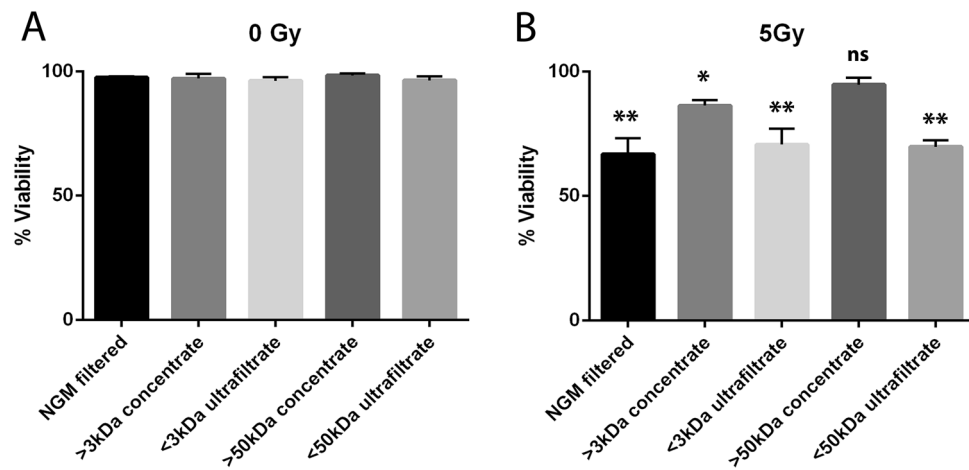 A
0 Gy
100
50
0
% Viability
NGM filtered
>3kDa concentrate
<3kDa ultrafiltrate
>50kDa concentrate
<50kDa ultrafiltrate
B
5Gy
100
50
0
% Viability
**
*
**
ns
**
NGM filtered
>3kDa concentrate
<3kDa ultrafiltrate
>50kDa concentrate
<50kDa ultrafiltrate